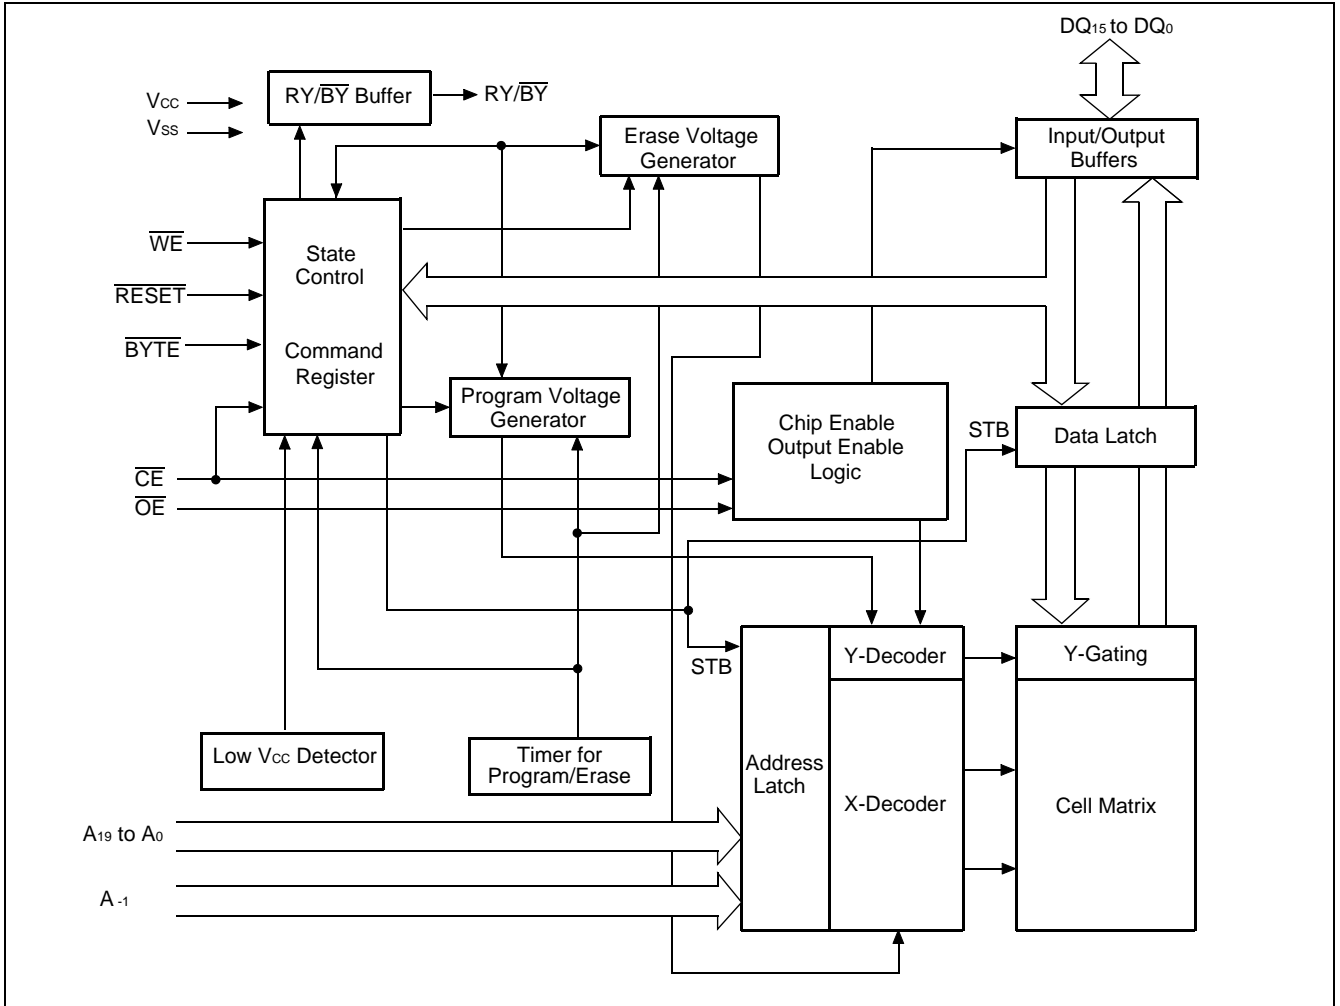 DQ15 to DQ0
VCC
VSS
RY/BY Buffer
RY/BY
Erase Voltage
Generator
Input/Output
Buffers
WE
RESET
BYTE
State
Control
Command
Register
Program Voltage
Generator
Chip Enable
Output Enable
Logic
STB
Data Latch
CE
OE
STB
Y-Decoder
Y-Gating
Low VCC Detector
Timer for
Program/Erase
Address
Latch
X-Decoder
Cell Matrix
A19 to A0
A -1